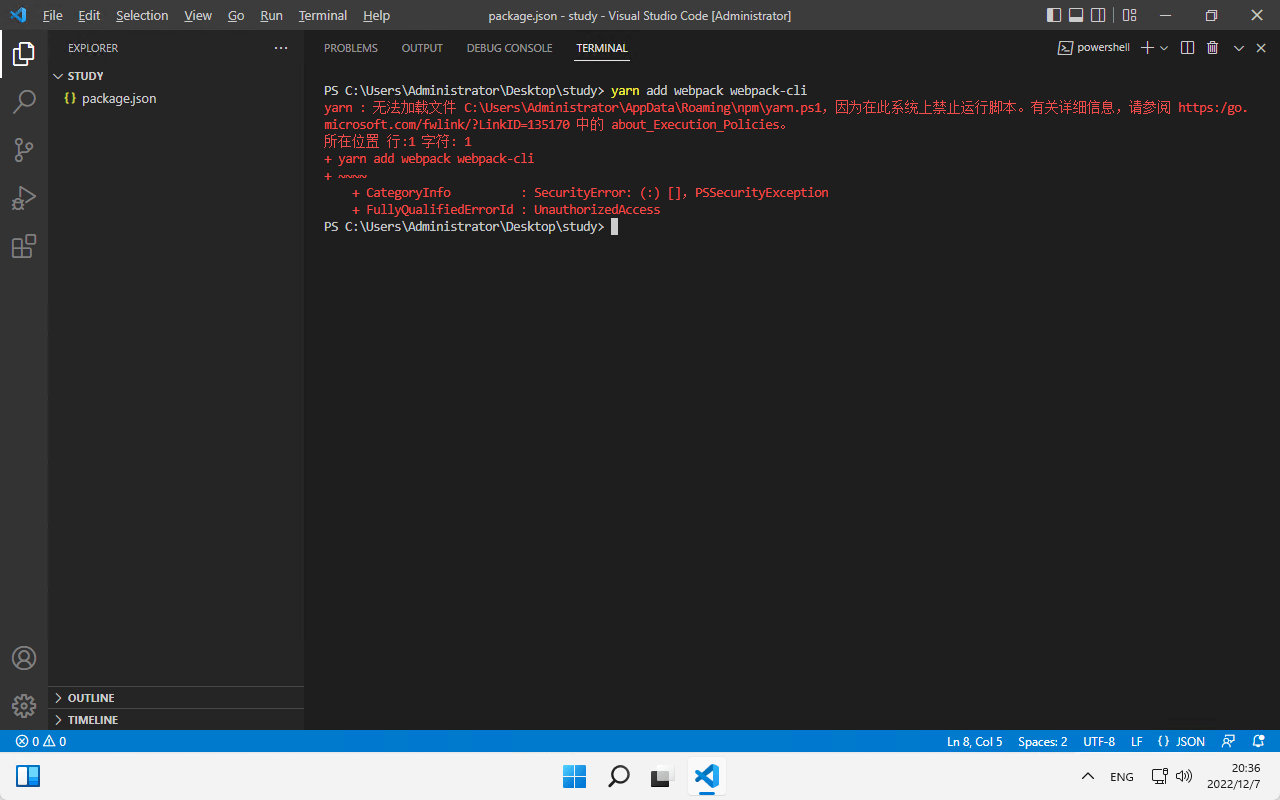 File Edit Selection View Go Run Terminal Help package.json - study - Visual Studio Code [Administrator]
EXPLORER ··· PROBLEMS OUTPUT DEBUG CONSOLE TERMINAL powershell
STUDY
{} package.json
PS C:\Users\Administrator\Desktop\study> yarn add webpack webpack-cli
yarn : 无法加载文件 C:\Users\Administrator\AppData\Roaming\npm\yarn.ps1，因为在此系统上禁止运行脚本。有关详细信息，请参阅 https:/go.
microsoft.com/fwlink/?LinkID=135170 中的 about_Execution_Policies。
所在位置 行:1 字符: 1
+ yarn add webpack webpack-cli
+ ~~~~
+ CategoryInfo : SecurityError: (:) []，PSSecurityException
+ FullyQualifiedErrorId : UnauthorizedAccess
PS C:\Users\Administrator\Desktop\study>
OUTLINE
TIMELINE
0 0 Ln 8, Col 5 Spaces: 2 UTF-8 LF {} JSON
ENG
20:36
2022/12/7